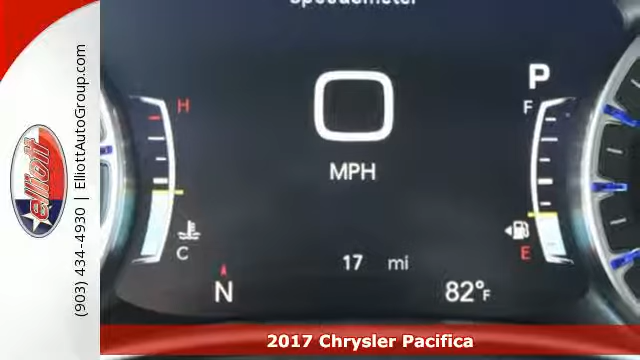 Speedometer
P
H
F
0
MPH
C
E
17 mi
N
82°F
elliott
(903) 434-4930 | ElliottAutoGroup.com
2017 Chrysler Pacifica